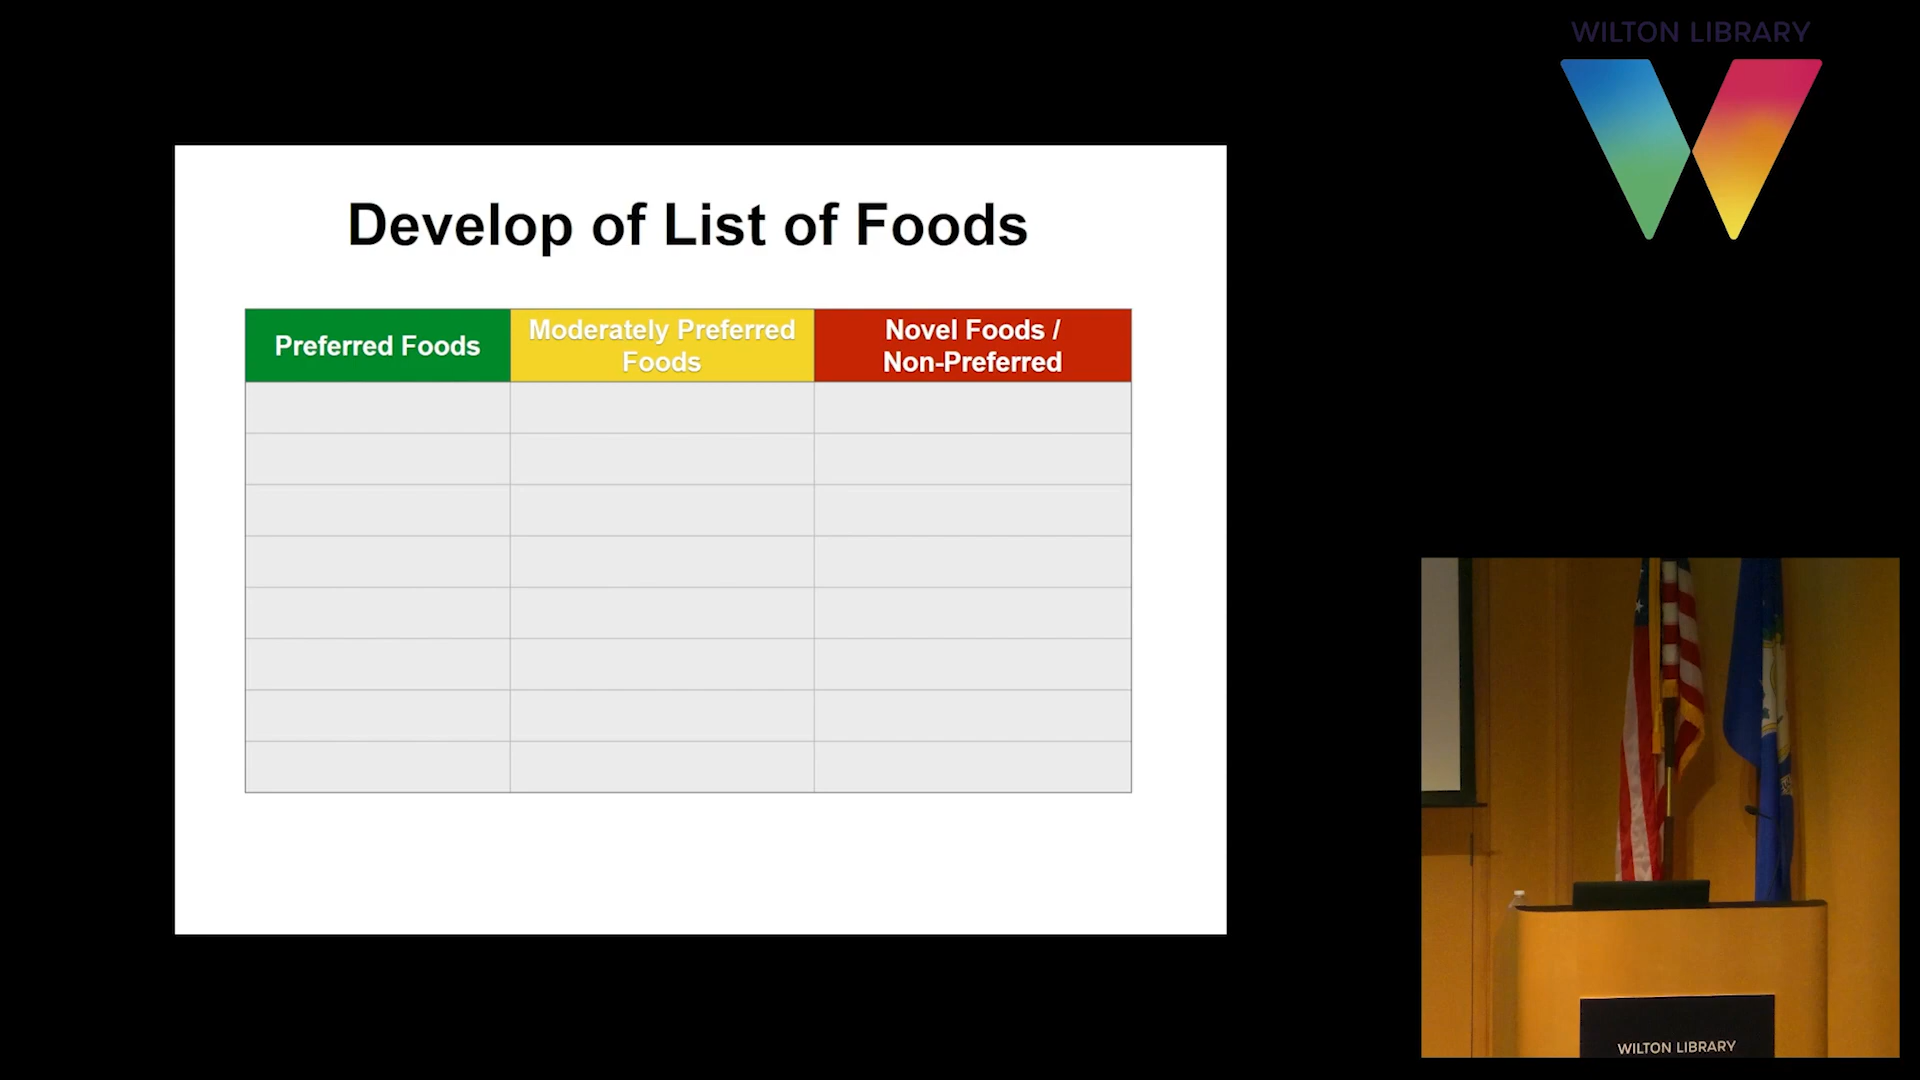 WILTON LIBRARY
Develop of List of Foods
Preferred Foods
Moderately Preferred
Foods
Novel Foods /
Non-Preferred
WILTON LIBRARY